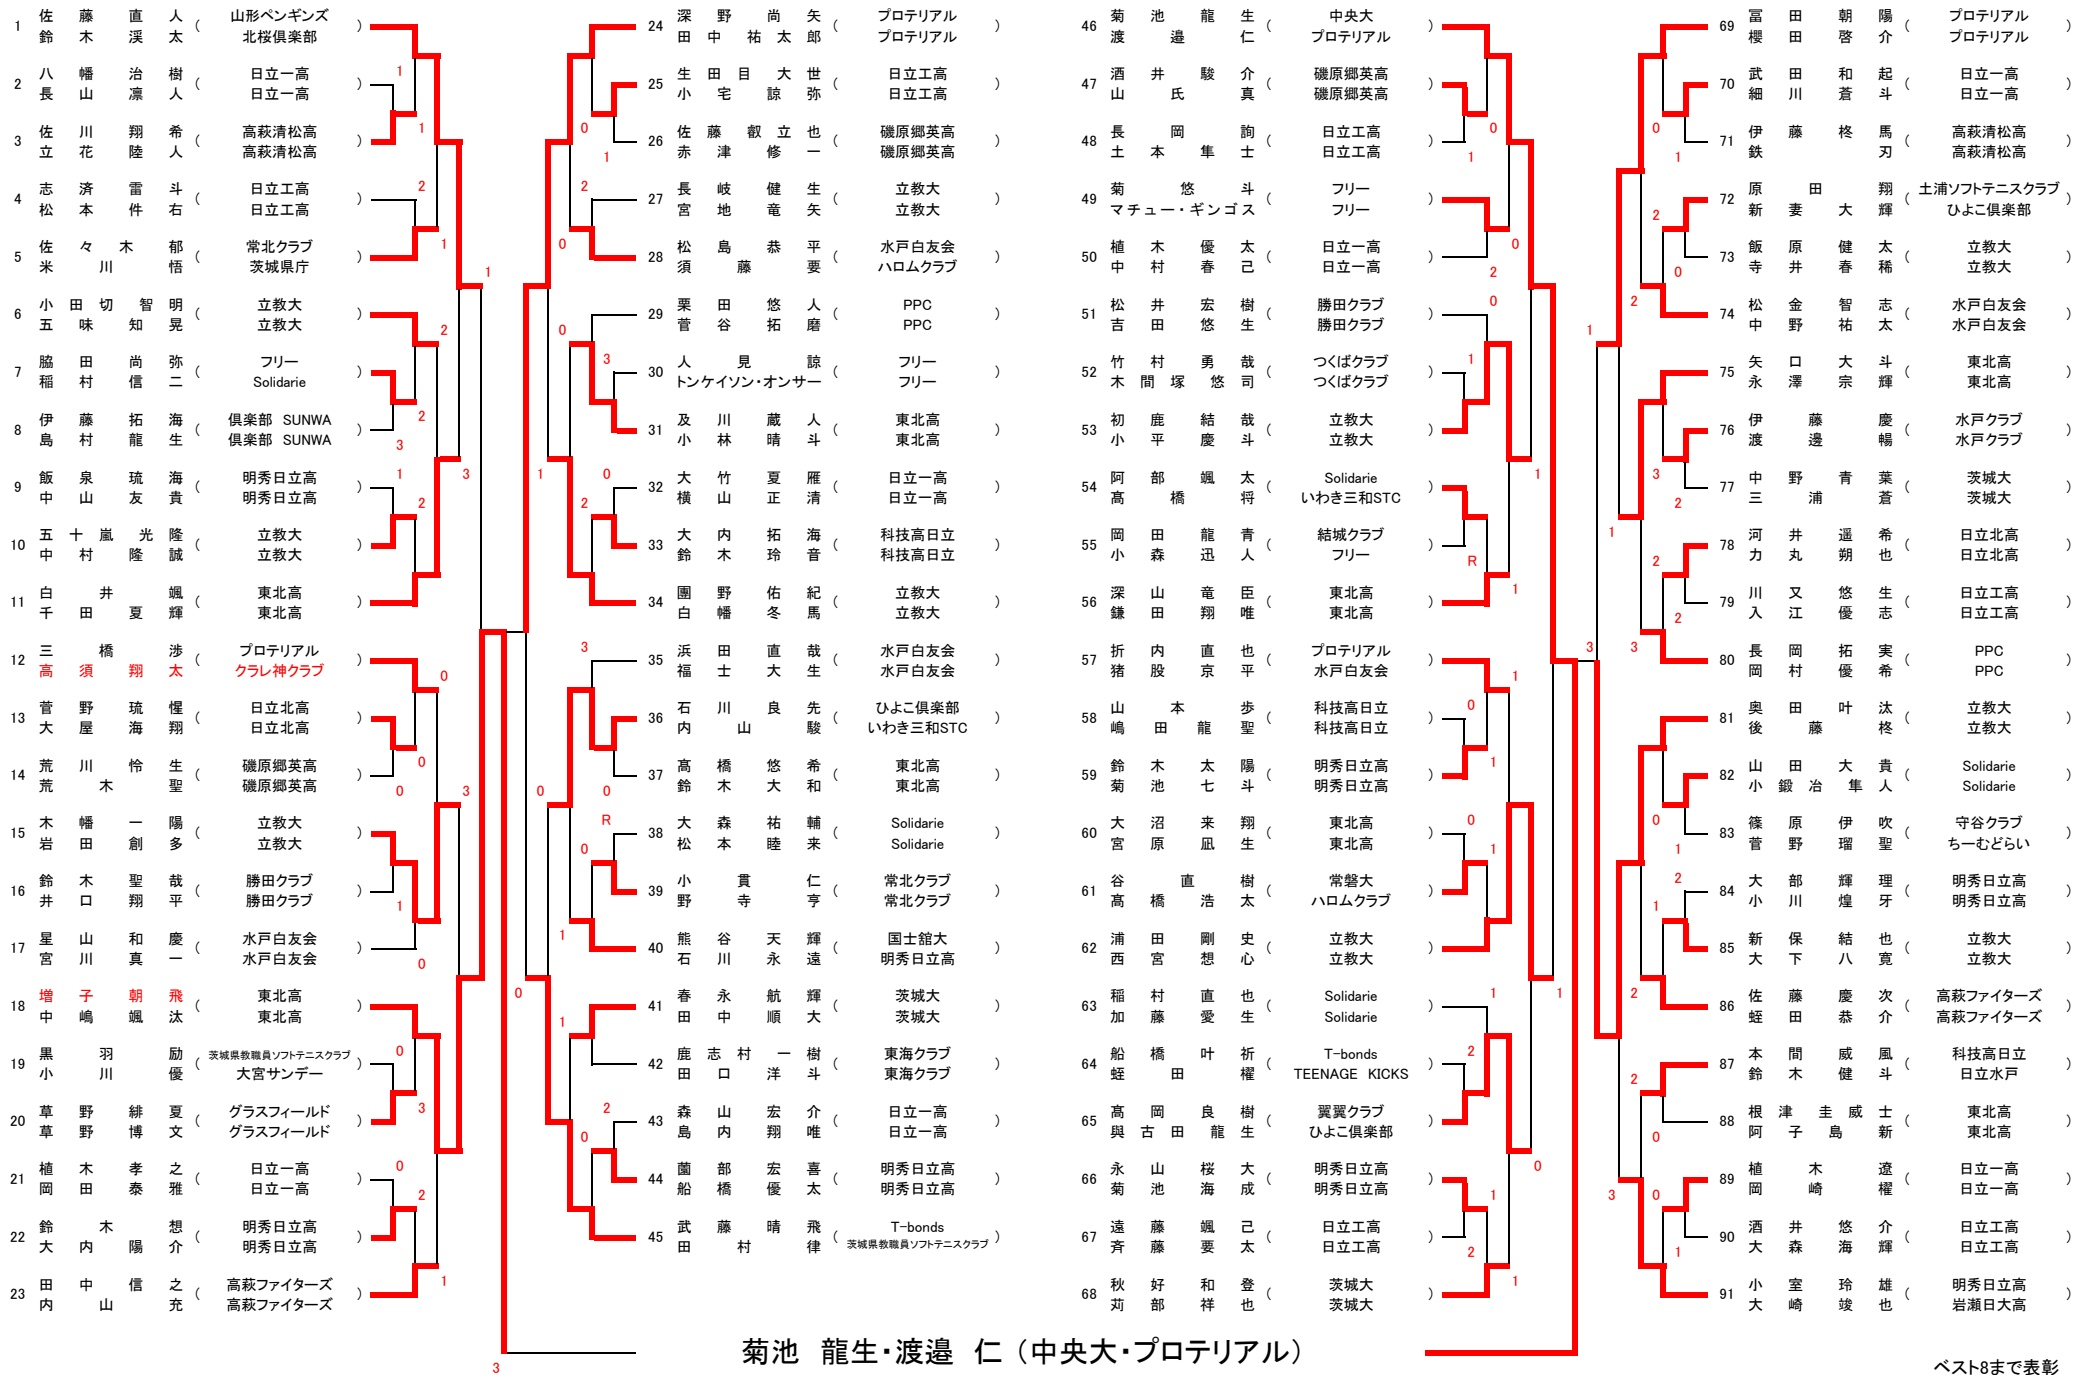 1 佐藤直人 鈴木渓太 （山形ペンギンズ 北桜倶楽部）
2 八幡治樹 長山凛人 （日立一高 日立一高）
3 佐川翔希 立花陸人 （高萩清松高 高萩清松高）
4 志済雷斗 松本件右 （日立工高 日立工高）
5 佐々木郁 米川悟 （常北クラブ 茨城県庁）
6 小田切智明 五味知晃 （立教大 立教大）
7 脇田尚弥 稲村信二 （フリー Solidarie）
8 伊藤拓海 島村龍生 （倶楽部 SUNWA 倶楽部 SUNWA）
9 飯泉琉海 中山友貴 （明秀日立高 明秀日立高）
10 五十嵐光隆 中村隆誠 （立教大 立教大）
11 白井颯 千田夏輝 （東北高 東北高）
12 三橋渉 高須翔太 （プロテリアル クラレ神クラブ）
13 菅野琉惺 大屋海翔 （日立北高 日立北高）
14 荒川怜生 荒木聖 （磯原郷英高 磯原郷英高）
15 木幡一陽 岩田創多 （立教大 立教大）
16 鈴木聖哉 井口翔平 （勝田クラブ 勝田クラブ）
17 星山和慶 宮川真一 （水戸白友会 水戸白友会）
18 増子朝飛 中嶋颯汰 （東北高 東北高）
19 黒羽励 小川優 （茨城県教職員ソフトテニスクラブ 大宮サンデー）
20 草野緋夏 草野博文 （グラスフィールド グラスフィールド）
21 植木孝之 岡田泰雅 （日立一高 日立一高）
22 鈴木想 大内陽介 （明秀日立高 明秀日立高）
23 田中信之 内山充 （高萩ファイターズ 高萩ファイターズ）
24 深野尚矢 田中祐太郎 （プロテリアル プロテリアル）
25 生田目大世 小宅諒弥 （日立工高 日立工高）
26 佐藤叡立也 赤津修一 （磯原郷英高 磯原郷英高）
27 長岐健生 宮地竜矢 （立教大 立教大）
28 松島恭平 須藤要 （水戸白友会 ハロムクラブ）
29 栗田悠人 菅谷拓磨 （PPC PPC）
30 人見諒 トンケイソン・オンサー （フリー フリー）
31 及川蔵人 小林晴斗 （東北高 東北高）
32 大竹夏雁 横山正清 （日立一高 日立一高）
33 大内拓海 鈴木玲音 （科技高日立 科技高日立）
34 團野佑紀 白幡冬馬 （立教大 立教大）
35 浜田直哉 福士大生 （水戸白友会 水戸白友会）
36 石川良先 内山駿 （ひよこ倶楽部 いわき三和STC）
37 髙橋悠希 鈴木大和 （東北高 東北高）
38 大森祐輔 松本睦来 （Solidarie Solidarie）
39 小貫仁 野寺亨 （常北クラブ 常北クラブ）
40 熊谷天輝 石川永遠 （国士舘大 明秀日立高）
41 春永航輝 田中順大 （茨城大 茨城大）
42 鹿志村一樹 田口洋斗 （東海クラブ 東海クラブ）
43 森山宏介 島内翔唯 （日立一高 日立一高）
44 薗部宏喜 船橋優太 （明秀日立高 明秀日立高）
45 武藤晴飛 田村律 （T-bonds 茨城県教職員ソフトテニスクラブ）
46 菊池龍生 渡邉仁 （中央大 プロテリアル）
47 酒井駿介 山氏真 （磯原郷英高 磯原郷英高）
48 長岡詢 土本隼士 （日立工高 日立工高）
49 菊悠斗 マチュー・ギンゴス （フリー フリー）
50 植木優太 中村春己 （日立一高 日立一高）
51 松井宏樹 吉田悠生 （勝田クラブ 勝田クラブ）
52 竹村勇哉 木間塚悠司 （つくばクラブ つくばクラブ）
53 初鹿結哉 小平慶斗 （立教大 立教大）
54 阿部颯太 髙橋将 （Solidarie いわき三和STC）
55 岡田龍青 小森迅人 （結城クラブ フリー）
56 深山竜臣 鎌田翔唯 （東北高 東北高）
57 折内直也 猪股京平 （プロテリアル 水戸白友会）
58 山本歩 嶋田龍聖 （科技高日立 科技高日立）
59 鈴木太陽 菊池七斗 （明秀日立高 明秀日立高）
60 大沼来翔 宮原凪生 （東北高 東北高）
61 谷直樹 髙橋浩太 （常磐大 ハロムクラブ）
62 浦田剛史 西宮想心 （立教大 立教大）
63 稲村直也 加藤愛生 （Solidarie Solidarie）
64 船橋叶祈 蛭田櫂 （T-bonds TEENAGE KICKS）
65 髙岡良樹 與古田龍生 （翼翼クラブ ひよこ倶楽部）
66 永山桜大 菊池海成 （明秀日立高 明秀日立高）
67 遠藤颯己 斉藤要太 （日立工高 日立工高）
68 秋好和登 苅部祥也 （茨城大 茨城大）
69 冨田朝陽 櫻田啓介 （プロテリアル プロテリアル）
70 武田和起 細川蒼斗 （日立一高 日立一高）
71 伊藤柊馬 鉄刃 （高萩清松高 高萩清松高）
72 原田翔 新妻大輝 （土浦ソフトテニスクラブ ひよこ倶楽部）
73 飯原健太 寺井春稀 （立教大 立教大）
74 松金智志 中野祐太 （水戸白友会 水戸白友会）
75 矢口大斗 永澤宗輝 （東北高 東北高）
76 伊藤慶 渡邊暢 （水戸クラブ 水戸クラブ）
77 中野青葉 三浦蒼 （茨城大 茨城大）
78 河井遥希 力丸朔也 （日立北高 日立北高）
79 川又悠生 入江優志 （日立工高 日立工高）
80 長岡拓実 岡村優希 （PPC PPC）
81 奥田叶汰 後藤柊 （立教大 立教大）
82 山田大貴 小鍛冶隼人 （Solidarie Solidarie）
83 篠原伊吹 菅野瑠聖 （守谷クラブ ちーむどらい）
84 大部輝理 小川煌牙 （明秀日立高 明秀日立高）
85 新保結也 大下八寛 （立教大 立教大）
86 佐藤慶次 蛭田恭介 （高萩ファイターズ 高萩ファイターズ）
87 本間威風 鈴木健斗 （科技高日立 日立水戸）
88 根津圭威士 阿子島新 （東北高 東北高）
89 植木遼 岡崎櫂 （日立一高 日立一高）
90 酒井悠介 大森海輝 （日立工高 日立工高）
91 小室玲雄 大崎竣也 （明秀日立高 岩瀬日大高）
菊池　龍生・渡邉　仁（中央大・プロテリアル）
ベスト8まで表彰